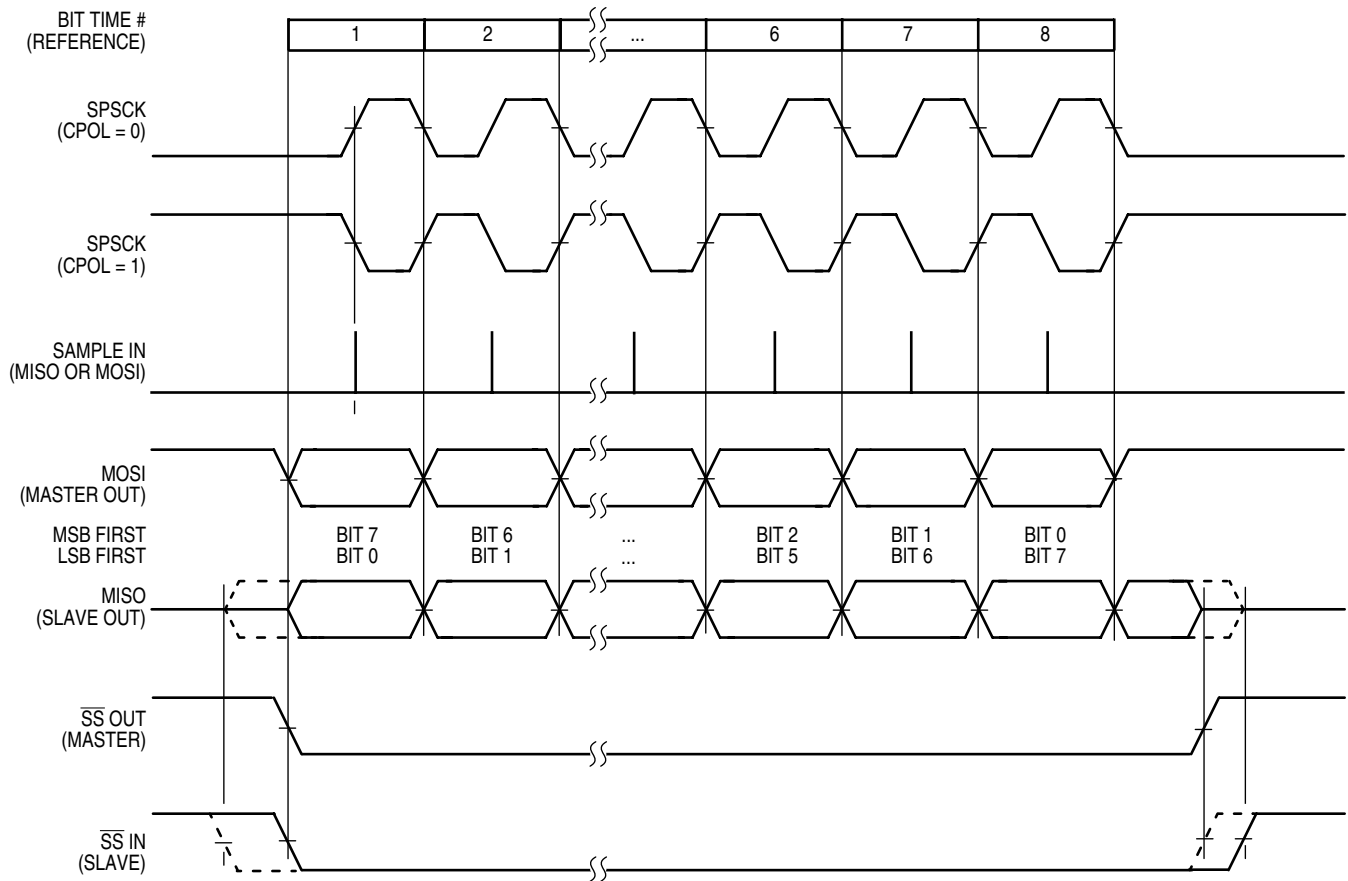 BIT TIME #
(REFERENCE)
1 2 ... 6 7 8
SPSCK
(CPOL = 0)
SPSCK
(CPOL = 1)
SAMPLE IN
(MISO OR MOSI)
MOSI
(MASTER OUT)
MSB FIRST BIT 7 BIT 6 ... BIT 2 BIT 1 BIT 0
LSB FIRST BIT 0 BIT 1 ... BIT 5 BIT 6 BIT 7
MISO
(SLAVE OUT)
S̅S̅ OUT
(MASTER)
S̅S̅ IN
(SLAVE)